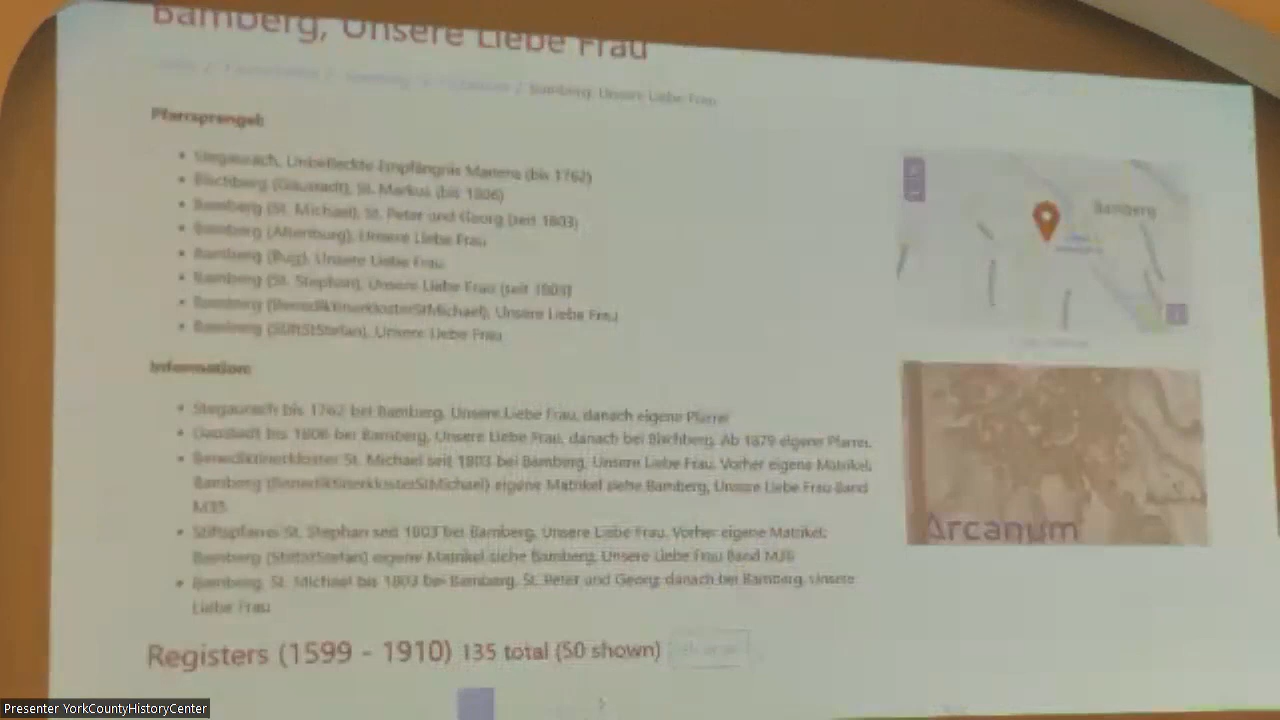 Bamberg, Unsere Liebe Frau
Bamberg, Unsere Liebe Frau
Pfarrsprengel:
Stegaurach, Unbefleckte Empfängnis Mariens (bis 1762)
Bischberg (Gaustadt), St. Markus (bis 1806)
Bamberg (St. Michael), St. Peter und Georg (seit 1803)
Bamberg (Altenburg), Unsere Liebe Frau
Bamberg (Bug), Unsere Liebe Frau
Bamberg (St. Stephan), Unsere Liebe Frau (seit 1803)
Bamberg (BenediktinerklosterStMichael), Unsere Liebe Frau
Bamberg (StiftStStefan), Unsere Liebe Frau
Information:
Stegaurach bis 1762 bei Bamberg, Unsere Liebe Frau, danach eigene Pfarrei
Gaustadt bis 1806 bei Bamberg, Unsere Liebe Frau, danach bei Bischberg. Ab 1879 eigene Pfarrei.
Benediktinerkloster St. Michael seit 1803 bei Bamberg, Unsere Liebe Frau. Vorher eigene Matrikel;
Bamberg (BenediktinerklosterStMichael) eigene Matrikel siehe Bamberg, Unsere Liebe Frau Band
M35
Stiftspfarrei St. Stephan seit 1803 bei Bamberg, Unsere Liebe Frau. Vorher eigene Matrikel;
Bamberg eigene Matrikel siehe Bamberg, Unsere Liebe Frau Band
Bamberg, St. Michael bis 1803 bei Bamberg, St. Peter und Georg; danach bei Bamberg, Unsere
Liebe Frau
Registers (1599 - 1910) 135 total (50 shown)
Bamberg
Arcanum
Presenter YorkCountyHistoryCenter